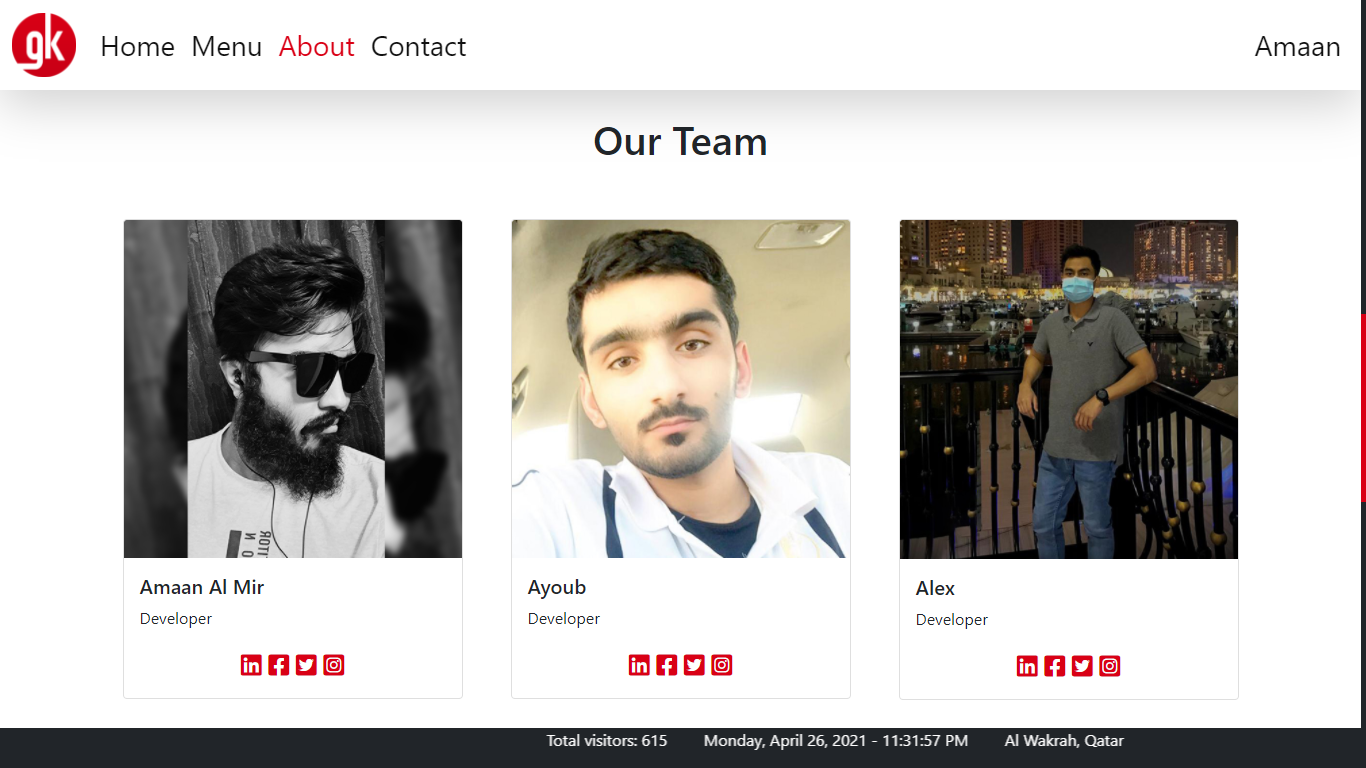 gk
Home Menu About Contact Amaan
Our Team
Amaan Al Mir
Developer
Ayoub
Developer
Alex
Developer
Total visitors: 615 Monday, April 26, 2021 - 11:31:57 PM Al Wakrah, Qatar